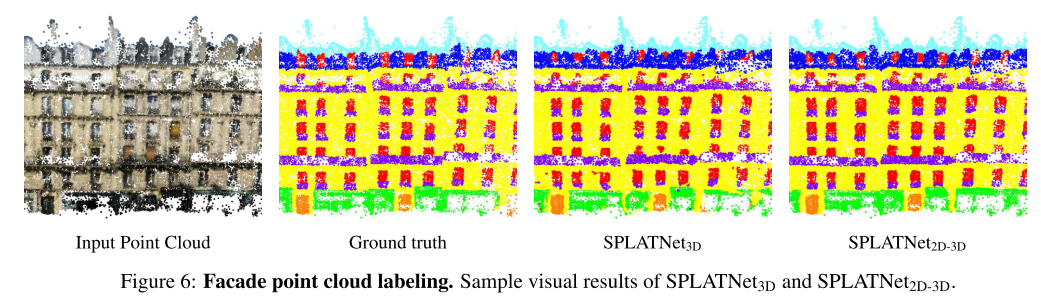 Input Point Cloud
Ground truth
SPLATNet3D
SPLATNet2D-3D
Figure 6: Facade point cloud labeling. Sample visual results of SPLATNet3D and SPLATNet2D-3D.